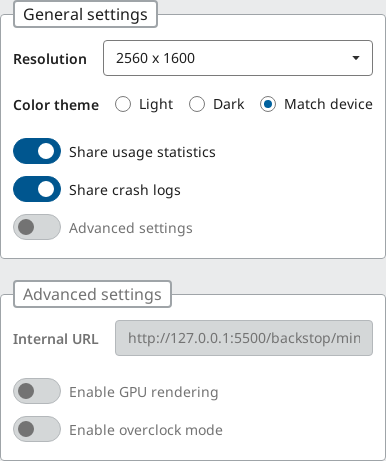 General settings
Resolution 2560 x 1600
Color theme Light Dark Match device
Share usage statistics
Share crash logs
Advanced settings
Advanced settings
Internal URL http://127.0.0.1:5500/backstop/min
Enable GPU rendering
Enable overclock mode